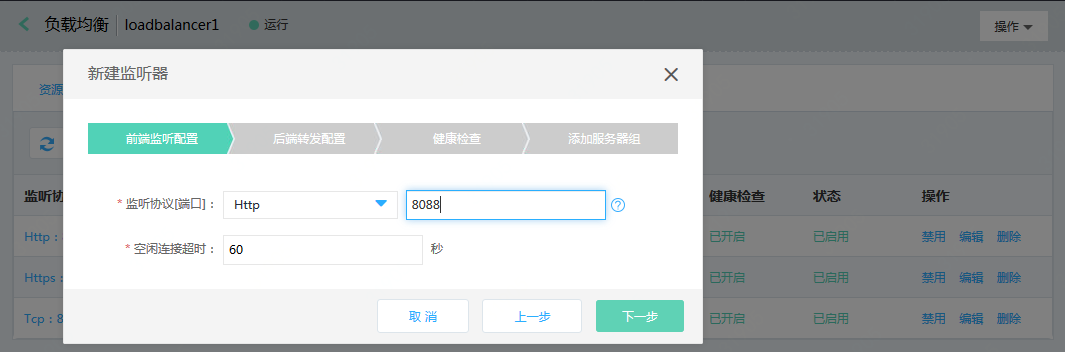 负载均衡 loadbalancer1 运行 操作
新建监听器
资源
前端监听配置 后端转发配置 健康检查 添加服务器组
监听协 健康检查 状态 操作
* 监听协议[端口]： Http 8088
Http： 已开启 已启用 禁用 编辑 删除
* 空闲连接超时： 60 秒
Https： 已开启 已启用 禁用 编辑 删除
取 消 上一步 下一步
Tcp：8 已开启 已启用 禁用 编辑 删除